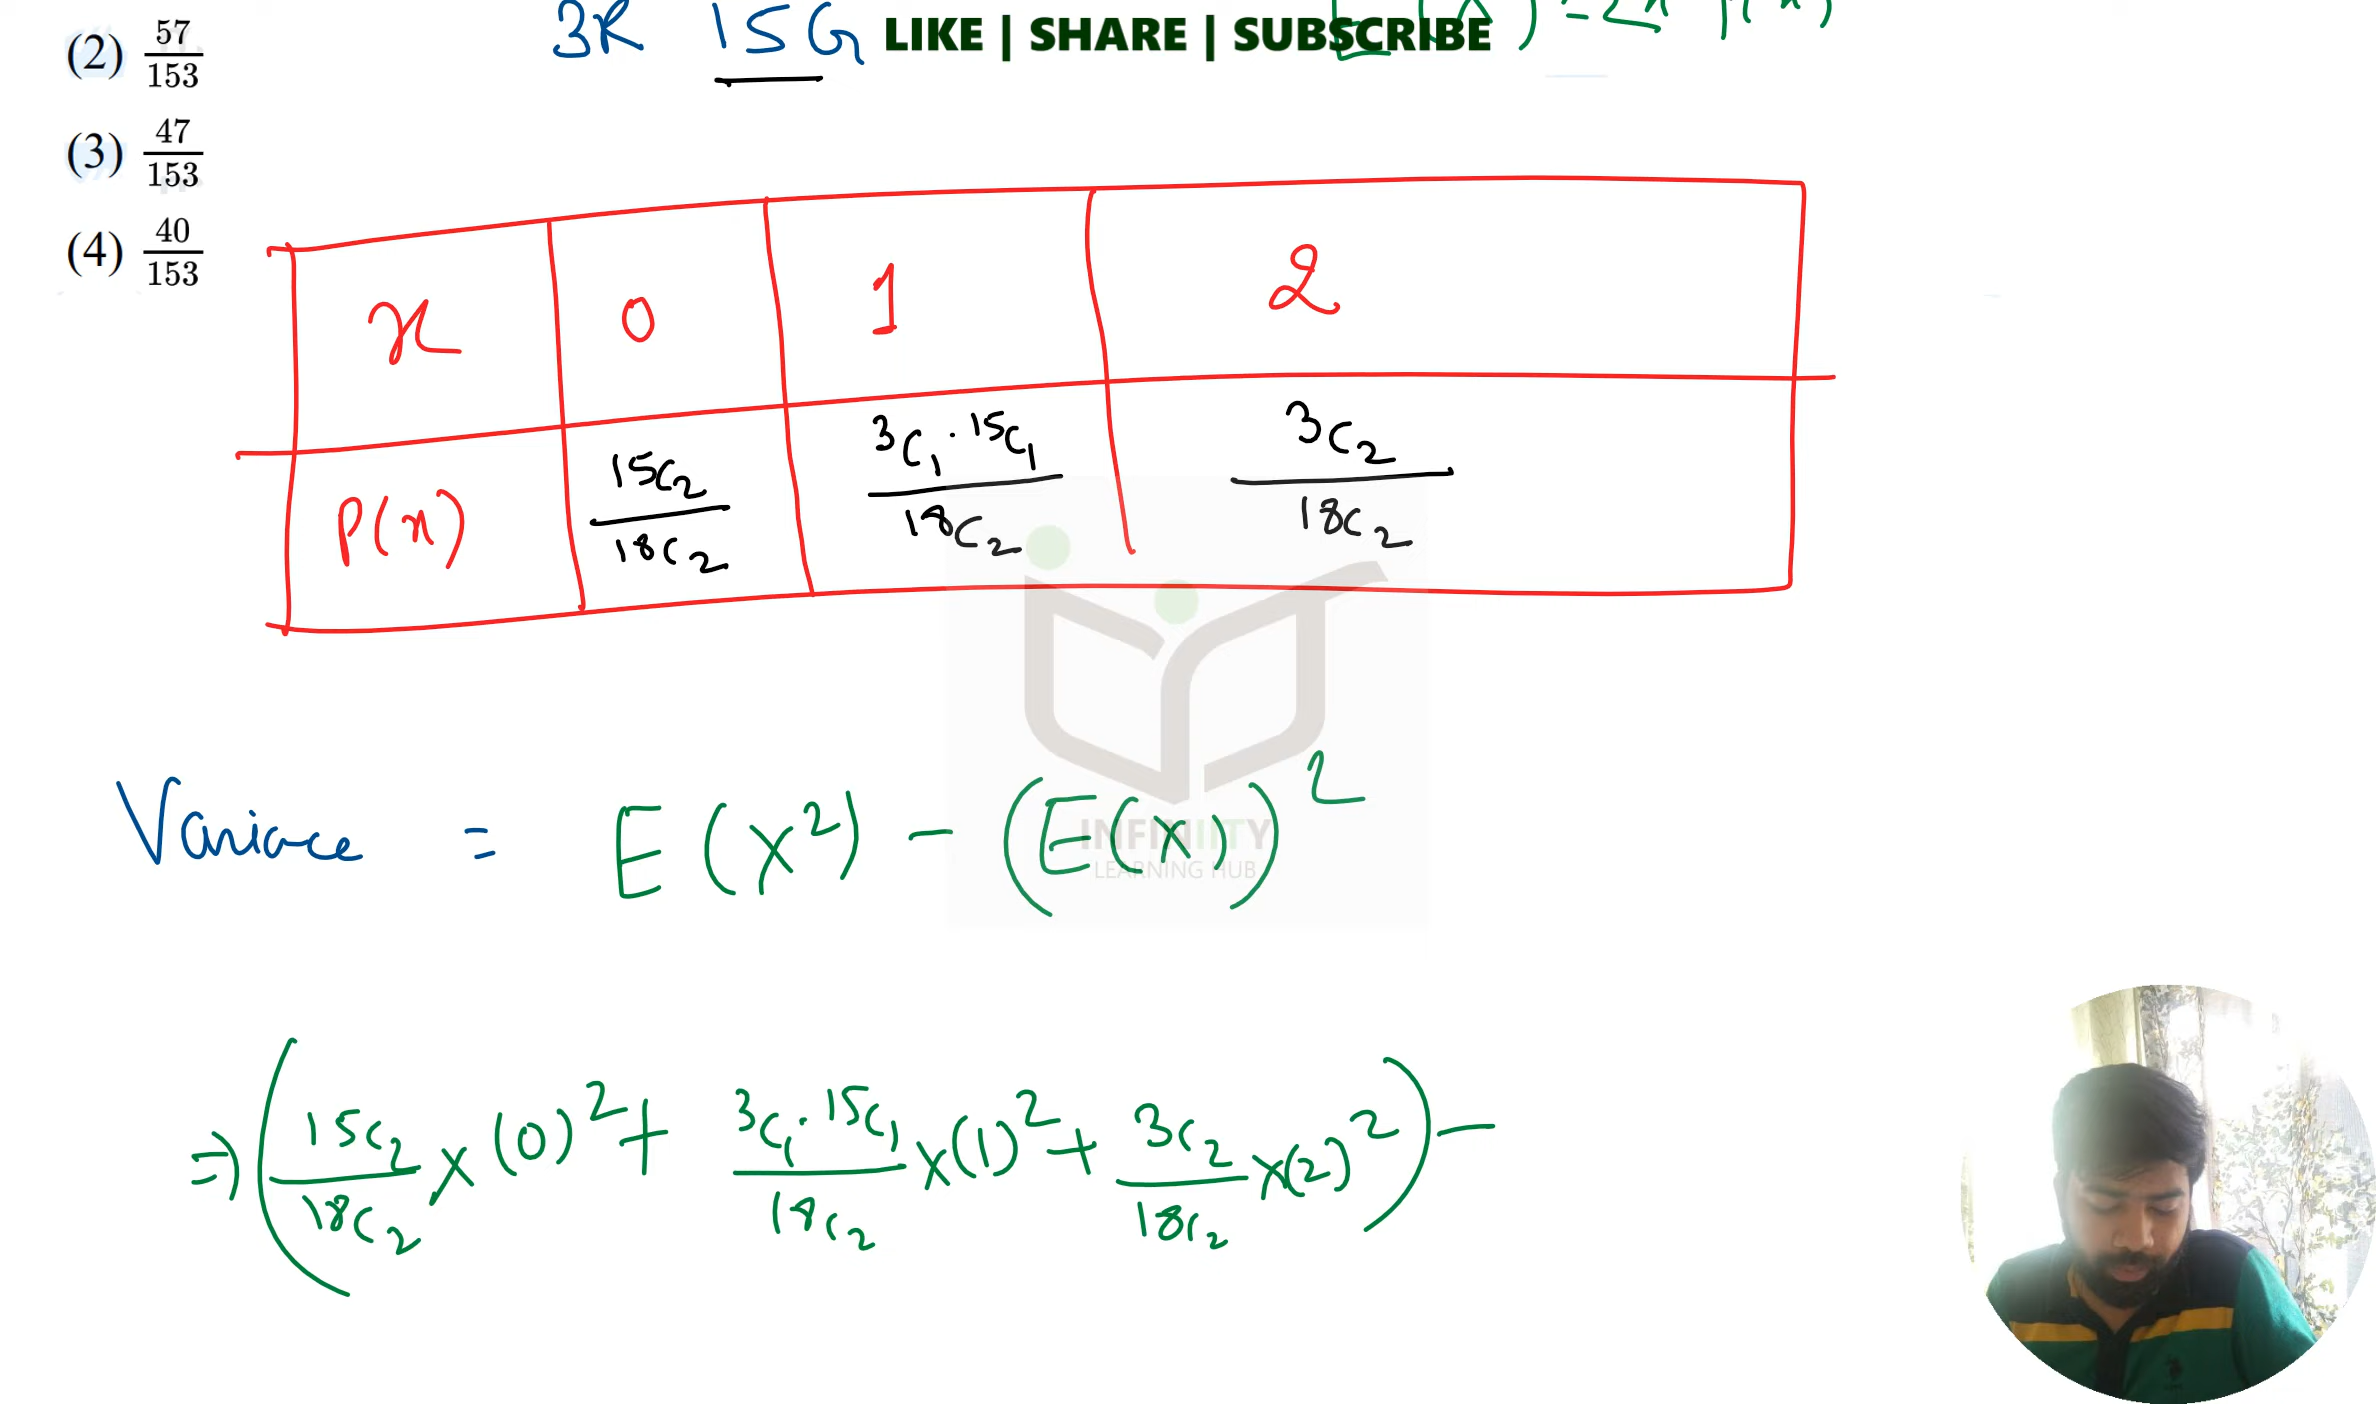 (2) 57/153
3R 15G LIKE | SHARE | SUBSCRIBE
(3) 47/153
(4) 40/153
x 0 1 2
P(x) 15C2/18C2 3C1·15C1/18C2 3C2/18C2
Variance = E(X²) - (E(X))²
INFINIITY
LEARNING HUB
⇒ (15C2/18C2 ×(0)² + 3C1·15C1/18C2 ×(1)² + 3C2/18C2 ×(2)²) -